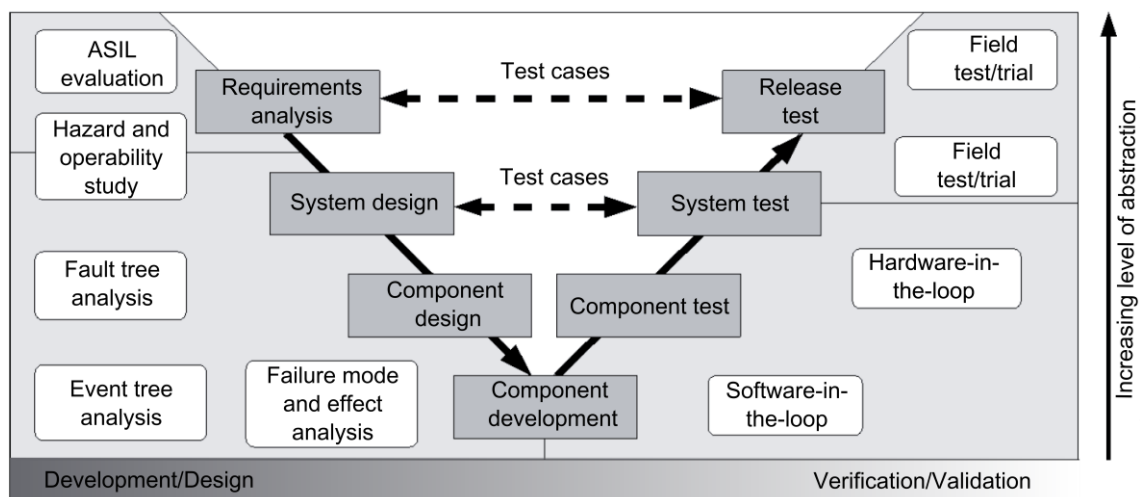 ASIL
evaluation
Field
test/trial
Test cases
Requirements
analysis
Release
test
Hazard and
operability
study
Field
test/trial
Test cases
System design
System test
Fault tree
analysis
Hardware-in-
the-loop
Component
design
Component test
Event tree
analysis
Failure mode
and effect
analysis
Component
development
Software-in-
the-loop
Development/Design
Verification/Validation
Increasing level of abstraction